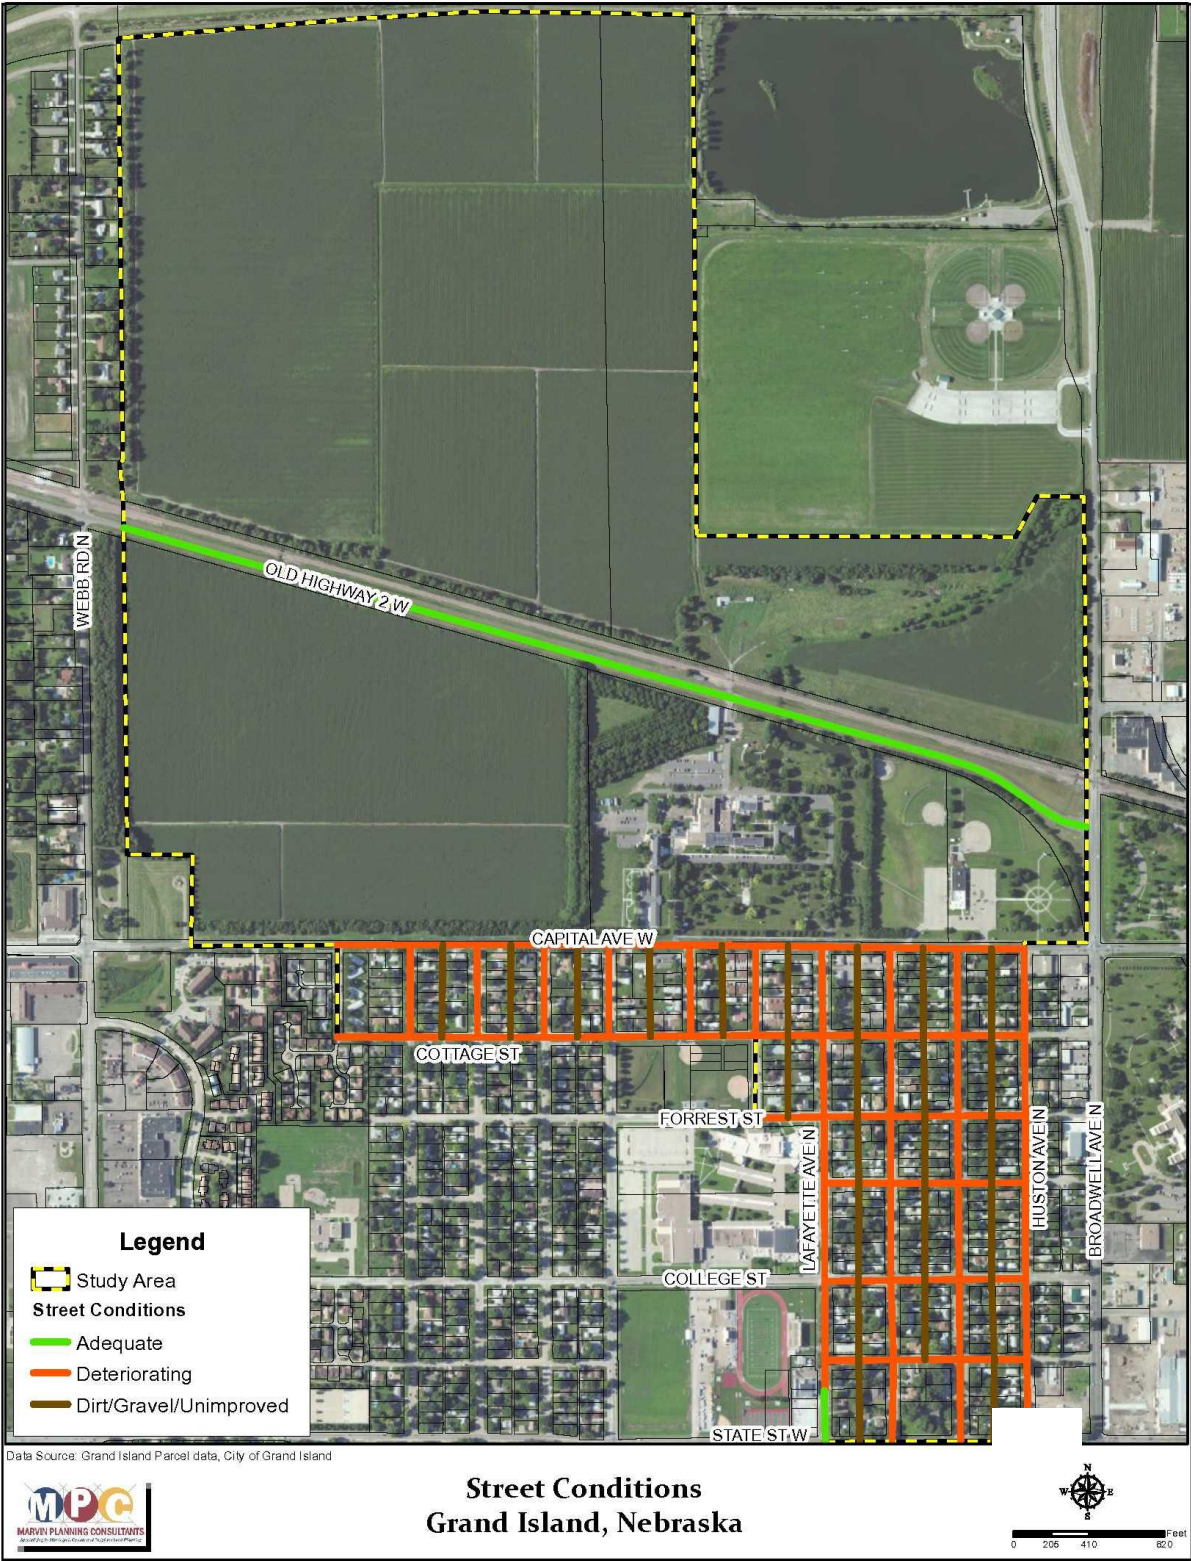 OLD HIGHWAY 2 W
WEBB RD N
CAPITAL AVE W
COTTAGE ST
FORREST ST
LAFAYETTE AVE N
HUSTON AVE N
BROADWELL AVE N
COLLEGE ST
STATE ST W
Legend
Study Area
Street Conditions
Adequate
Deteriorating
Dirt/Gravel/Unimproved
Data Source: Grand Island Parcel data, City of Grand Island
MPC
MARVIN PLANNING CONSULTANTS
Street Conditions
Grand Island, Nebraska
N
W E
S
Feet
0 205 410 820